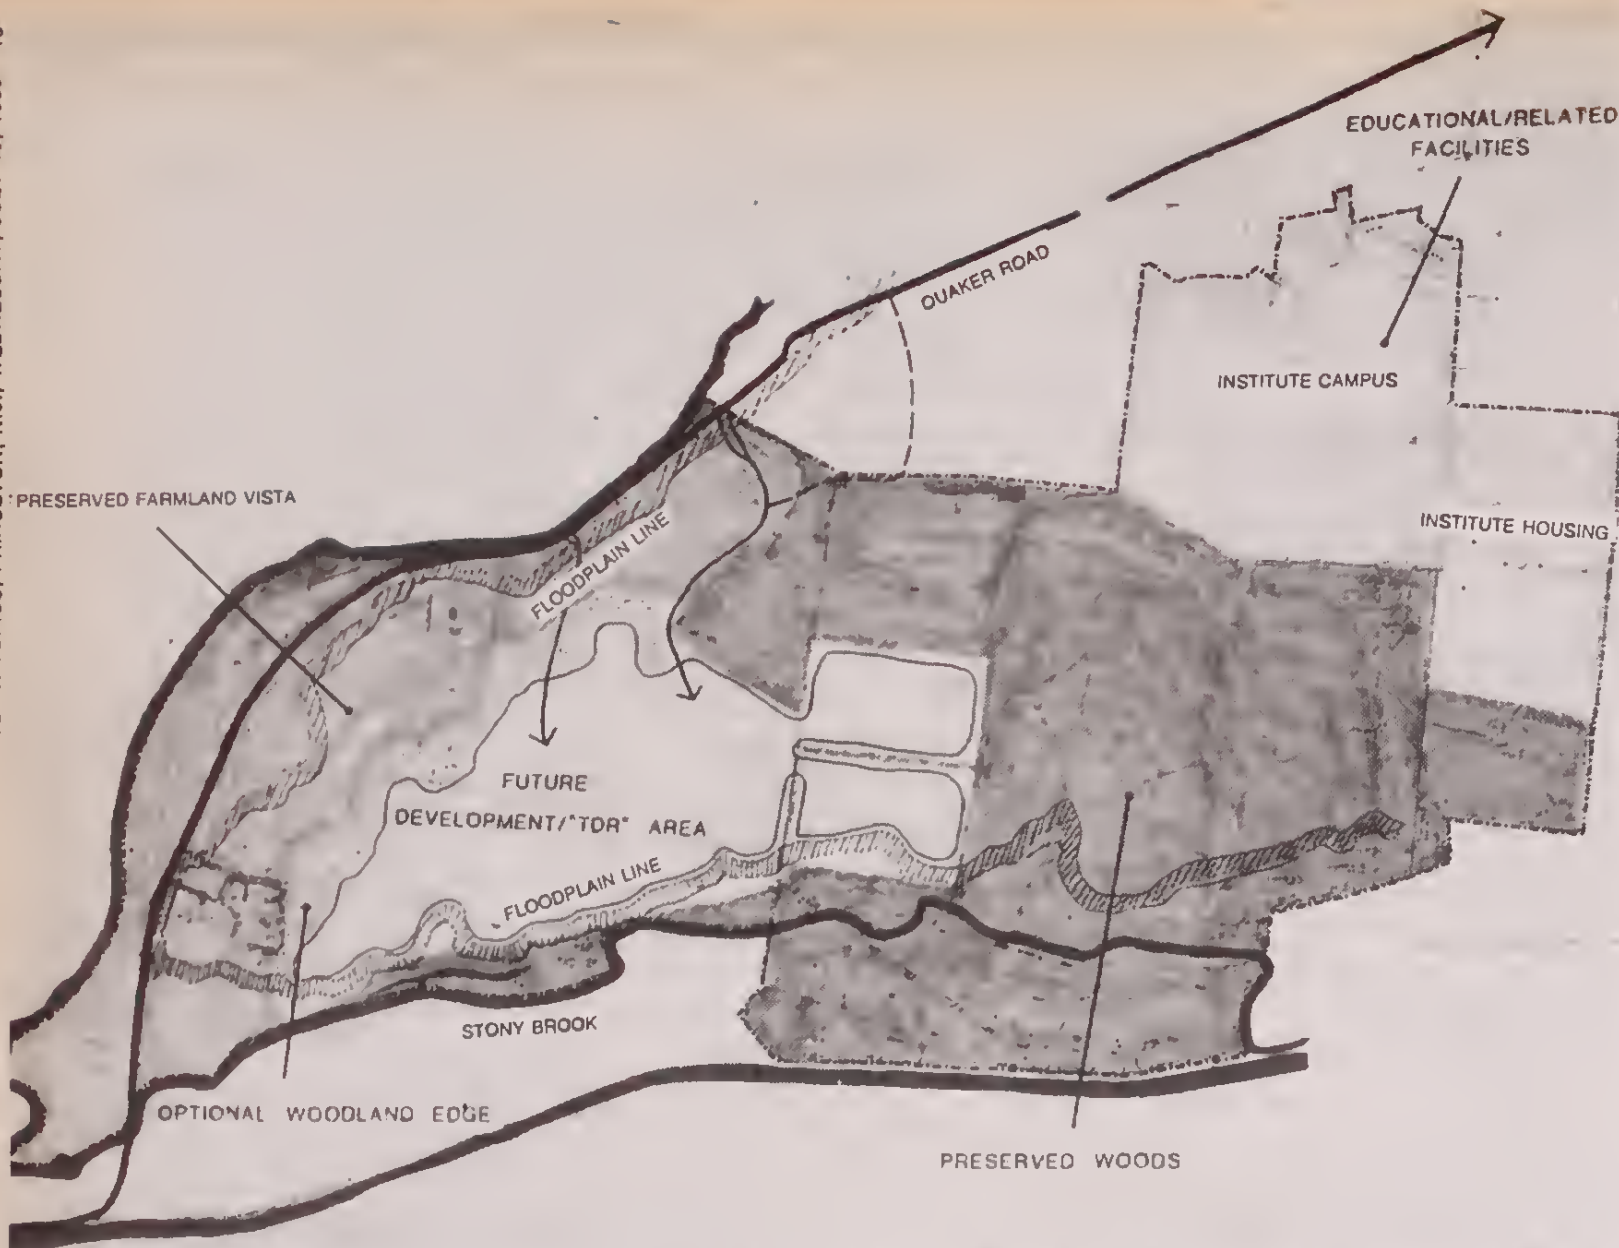 EDUCATIONAL/RELATED
FACILITIES
QUAKER ROAD
INSTITUTE CAMPUS
PRESERVED FARMLAND VISTA
INSTITUTE HOUSING
FLOODPLAIN LINE
FUTURE
DEVELOPMENT/"TDR" AREA
FLOODPLAIN LINE
STONY BROOK
OPTIONAL WOODLAND EDGE
PRESERVED WOODS